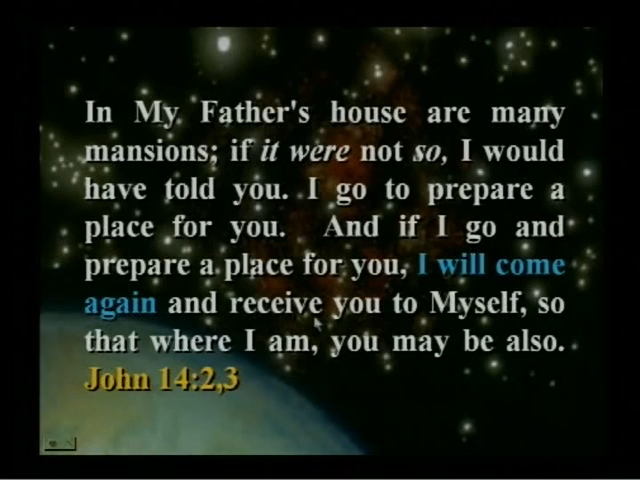 In My Father's house are many
mansions; if it were not so, I would
have told you. I go to prepare a
place for you. And if I go and
prepare a place for you, I will come
again and receive you to Myself, so
that where I am, you may be also.
John 14:2,3